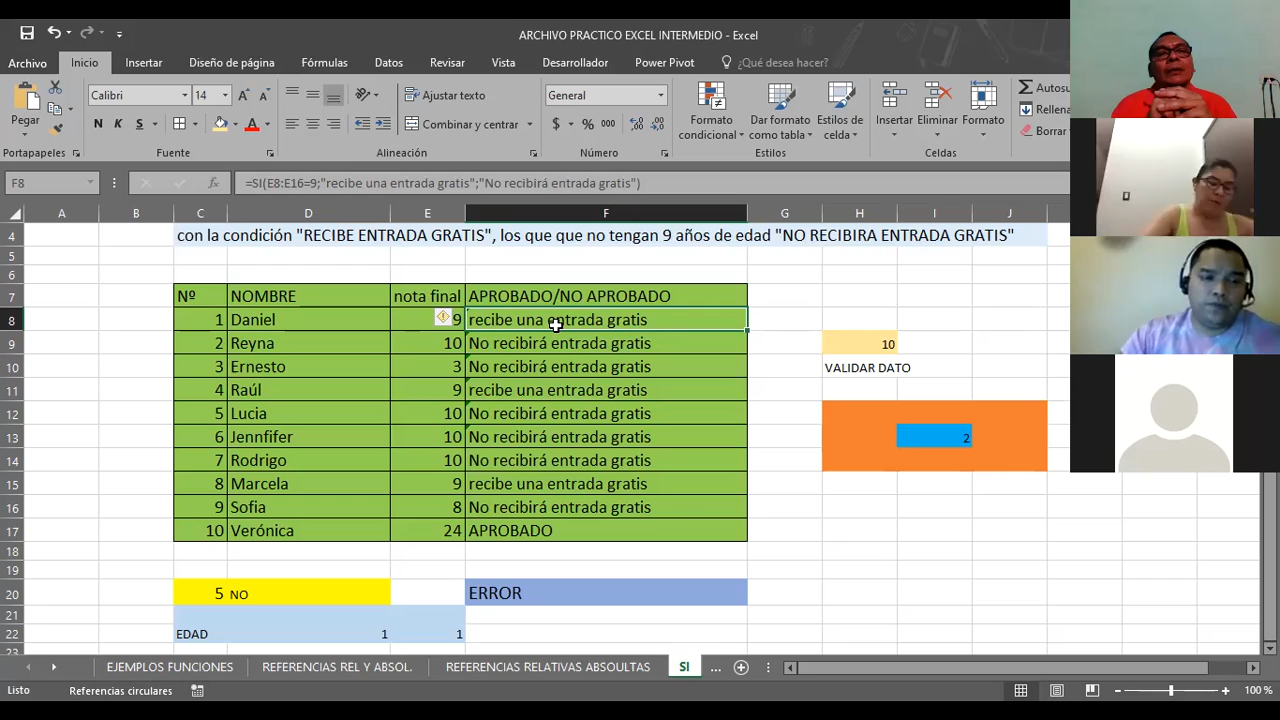 ARCHIVO PRACTICO EXCEL INTERMEDIO - Excel
Archivo Inicio Insertar Diseño de página Fórmulas Datos Revisar Vista Desarrollador Power Pivot ¿Qué desea hacer?
Pegar
Calibri 14 A A
N K S A
Ajustar texto
Combinar y centrar
General
$ % 000
Formato condicional
Dar formato como tabla
Estilos de celda
Insertar Eliminar Formato
Autosu
Rellena
Borrar
Portapapeles Fuente Alineación Número Estilos Celdas
F8 fx =SI(E8:E16=9;"recibe una entrada gratis";"No recibirá entrada gratis")
A B C D E F G H I J
4 con la condición "RECIBE ENTRADA GRATIS", los que que no tengan 9 años de edad "NO RECIBIRA ENTRADA GRATIS"
5
6
7 Nº NOMBRE nota final APROBADO/NO APROBADO
8 1 Daniel 9 recibe una entrada gratis
9 2 Reyna 10 No recibirá entrada gratis 10
10 3 Ernesto 3 No recibirá entrada gratis VALIDAR DATO
11 4 Raúl 9 recibe una entrada gratis
12 5 Lucia 10 No recibirá entrada gratis
13 6 Jennfifer 10 No recibirá entrada gratis 2
14 7 Rodrigo 10 No recibirá entrada gratis
15 8 Marcela 9 recibe una entrada gratis
16 9 Sofia 8 No recibirá entrada gratis
17 10 Verónica 24 APROBADO
18
19
20 5 NO ERROR
21
22 EDAD 1 1
23
EJEMPLOS FUNCIONES REFERENCIAS REL Y ABSOL. REFERENCIAS RELATIVAS ABSOULTAS SI ...
Listo Referencias circulares 100 %